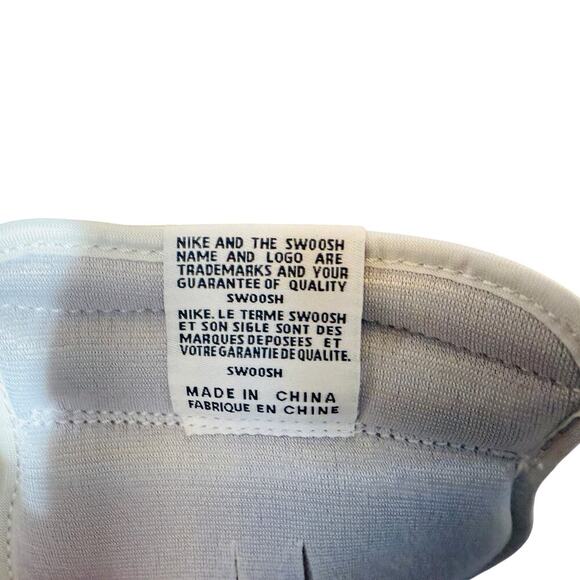 NIKE AND THE SWOOSH
NAME AND LOGO ARE
TRADEMARKS AND YOUR
GUARANTEE OF QUALITY
SWOOSH
NIKE. LE TERME SWOOSH
ET SON SIGLE SONT DES
MARQUES DEPOSEES ET
VOTRE GARANTIE DE QUALITE.
SWOOSH
MADE IN CHINA
FABRIQUE EN CHINE